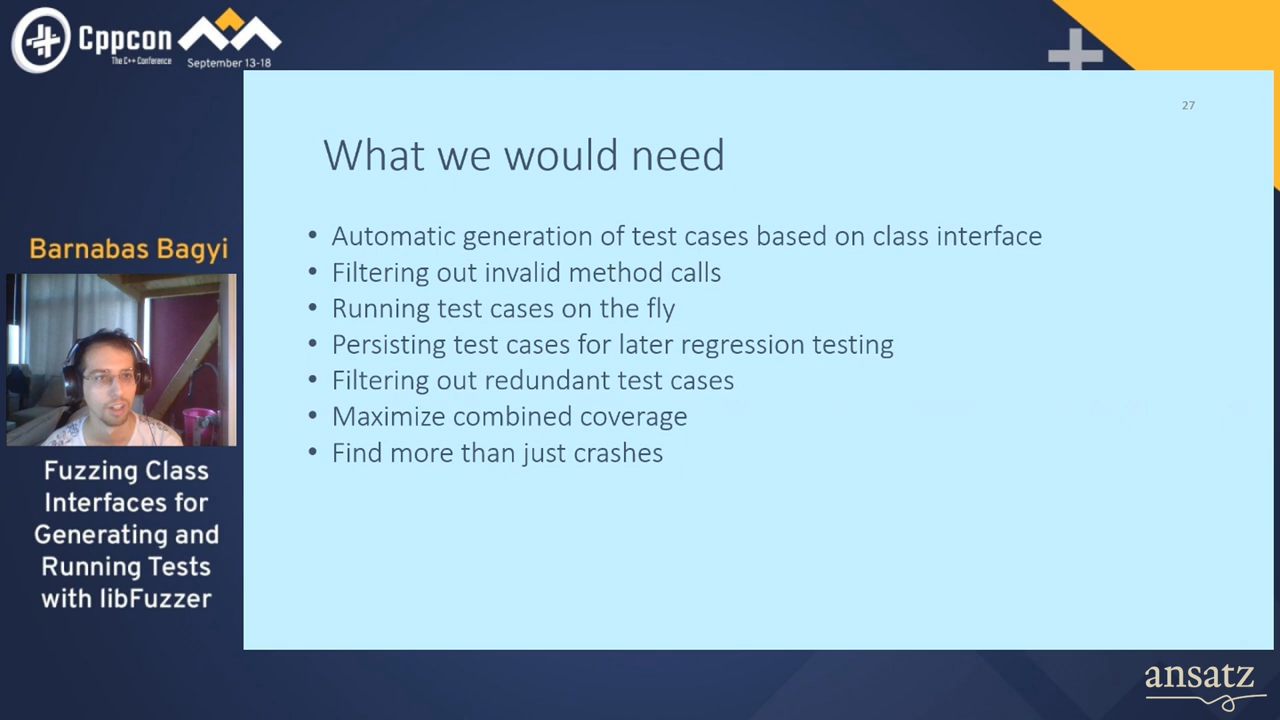 Cppcon
The C++ Conference
September 13-18
27
What we would need
• Automatic generation of test cases based on class interface
• Filtering out invalid method calls
• Running test cases on the fly
• Persisting test cases for later regression testing
• Filtering out redundant test cases
• Maximize combined coverage
• Find more than just crashes
Barnabas Bagyi
Fuzzing Class
Interfaces for
Generating and
Running Tests
with libFuzzer
ansatz